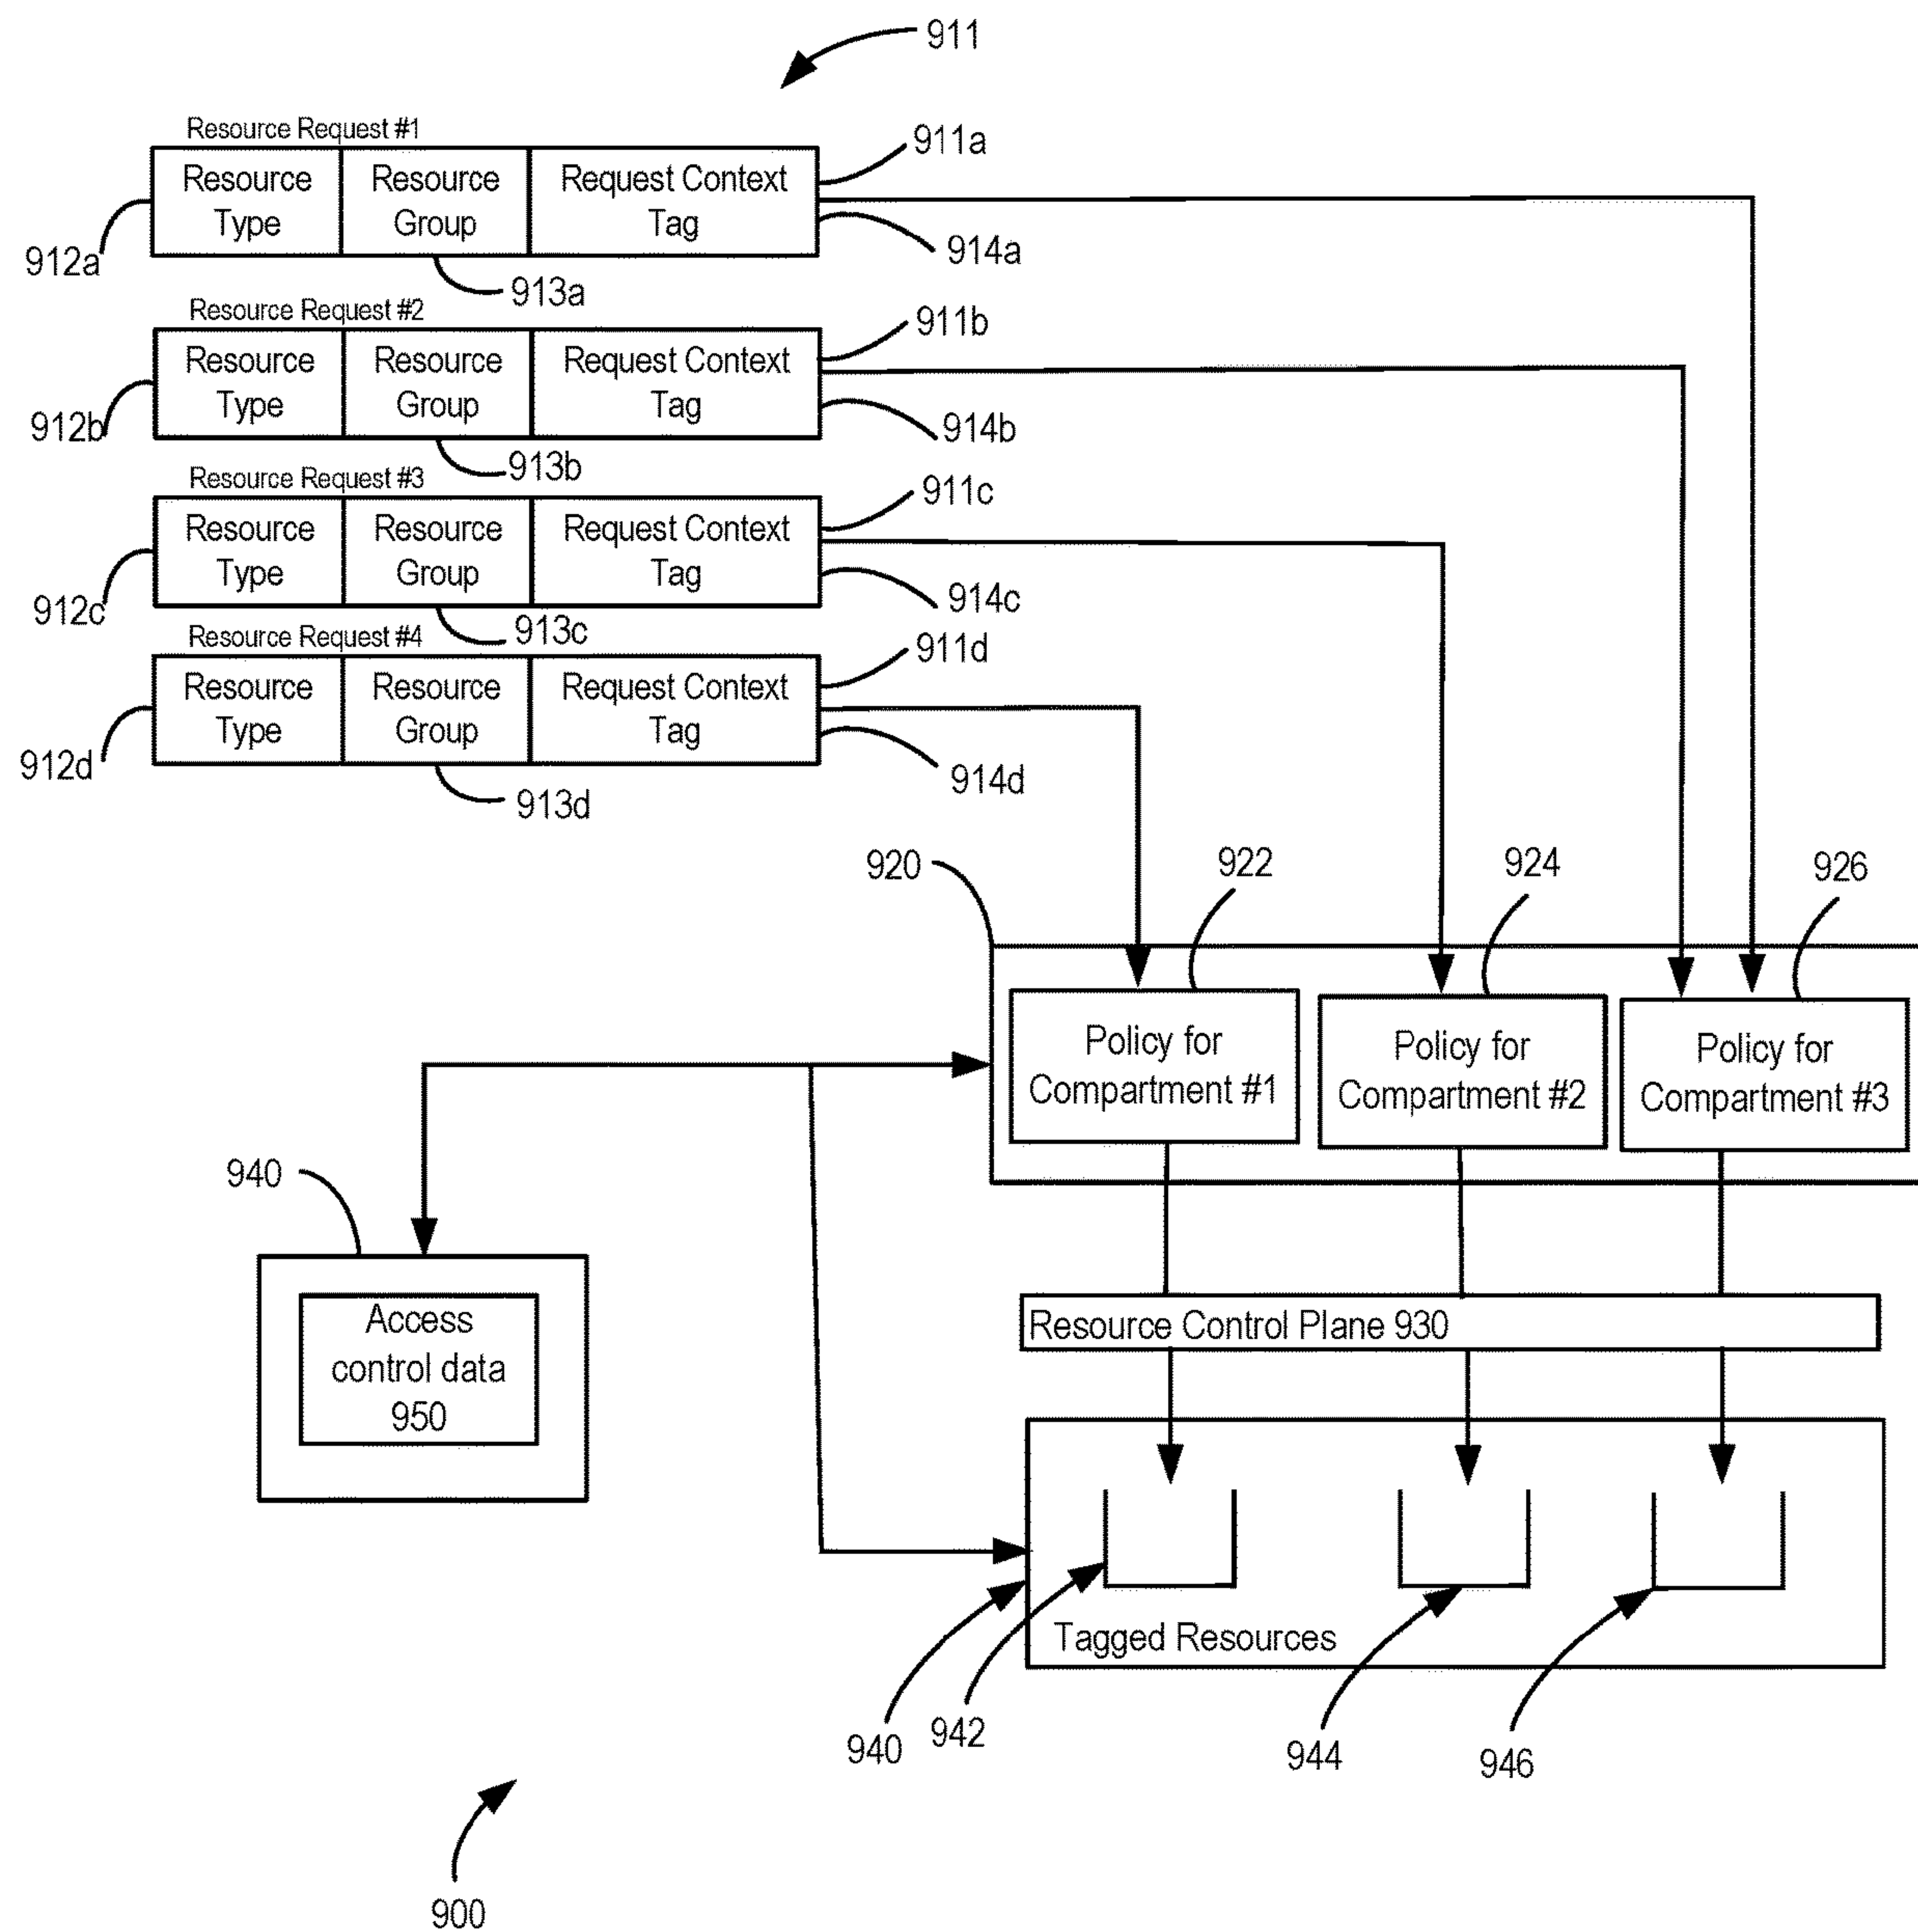 911
Resource Request #1
911a
Resource Type
Resource Group
Request Context Tag
912a
914a
913a
Resource Request #2
911b
Resource Type
Resource Group
Request Context Tag
912b
914b
913b
Resource Request #3
911c
Resource Type
Resource Group
Request Context Tag
912c
914c
913c
Resource Request #4
911d
Resource Type
Resource Group
Request Context Tag
912d
914d
913d
920
922
924
926
Policy for
Compartment #1
Policy for
Compartment #2
Policy for
Compartment #3
940
Access
control data
950
Resource Control Plane 930
Tagged Resources
940
942
944
946
900